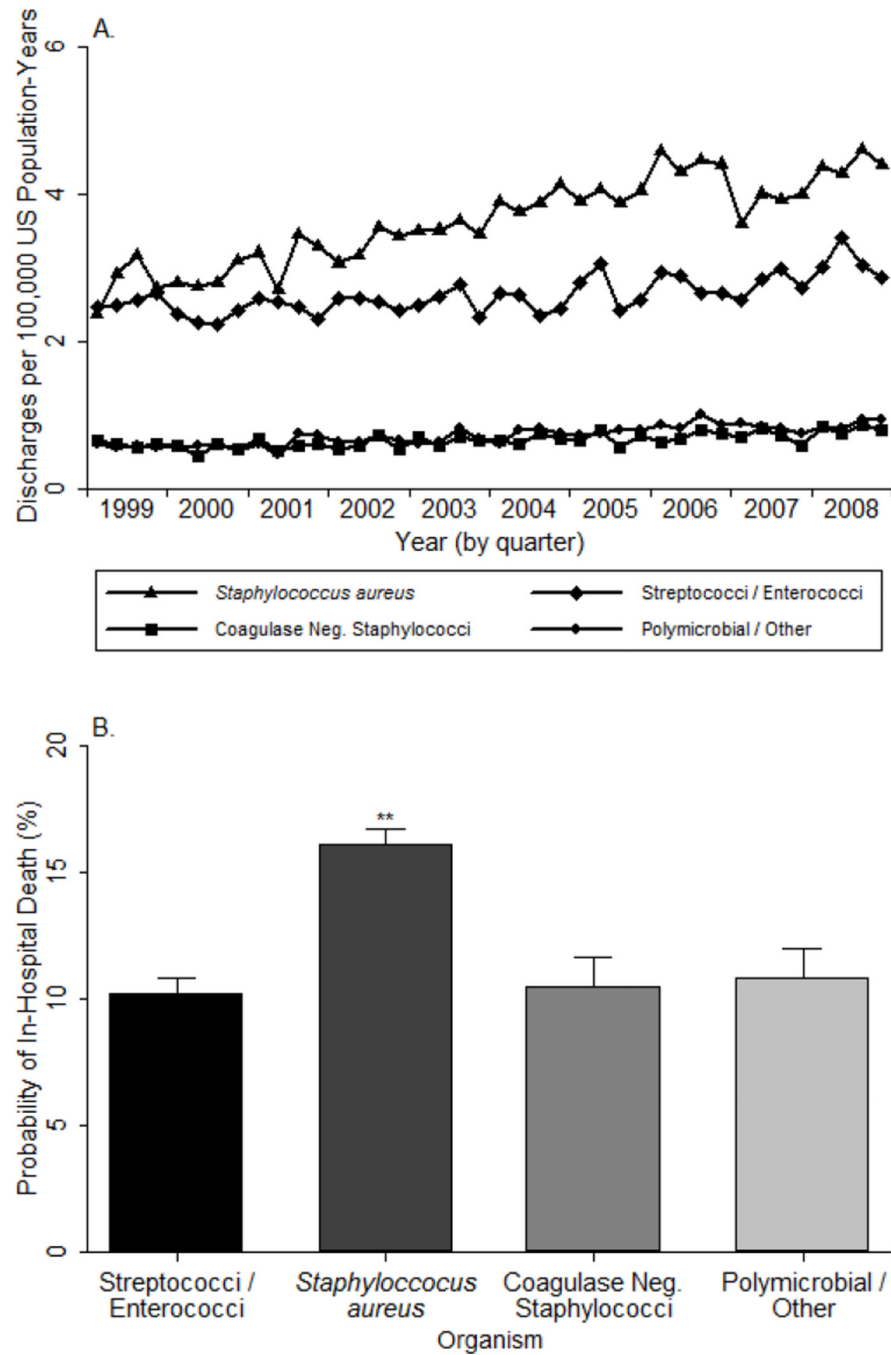 A.
Discharges per 100,000 US Population-Years
6
4
2
0
1999 2000 2001 2002 2003 2004 2005 2006 2007 2008
Year (by quarter)
Staphylococcus aureus Streptococci / Enterococci
Coagulase Neg. Staphylococci Polymicrobial / Other
B.
Probability of In-Hospital Death (%)
20
15
10
5
0
**
Streptococci / Staphyloccocus Coagulase Neg. Polymicrobial /
Enterococci aureus Staphylococci Other
Organism